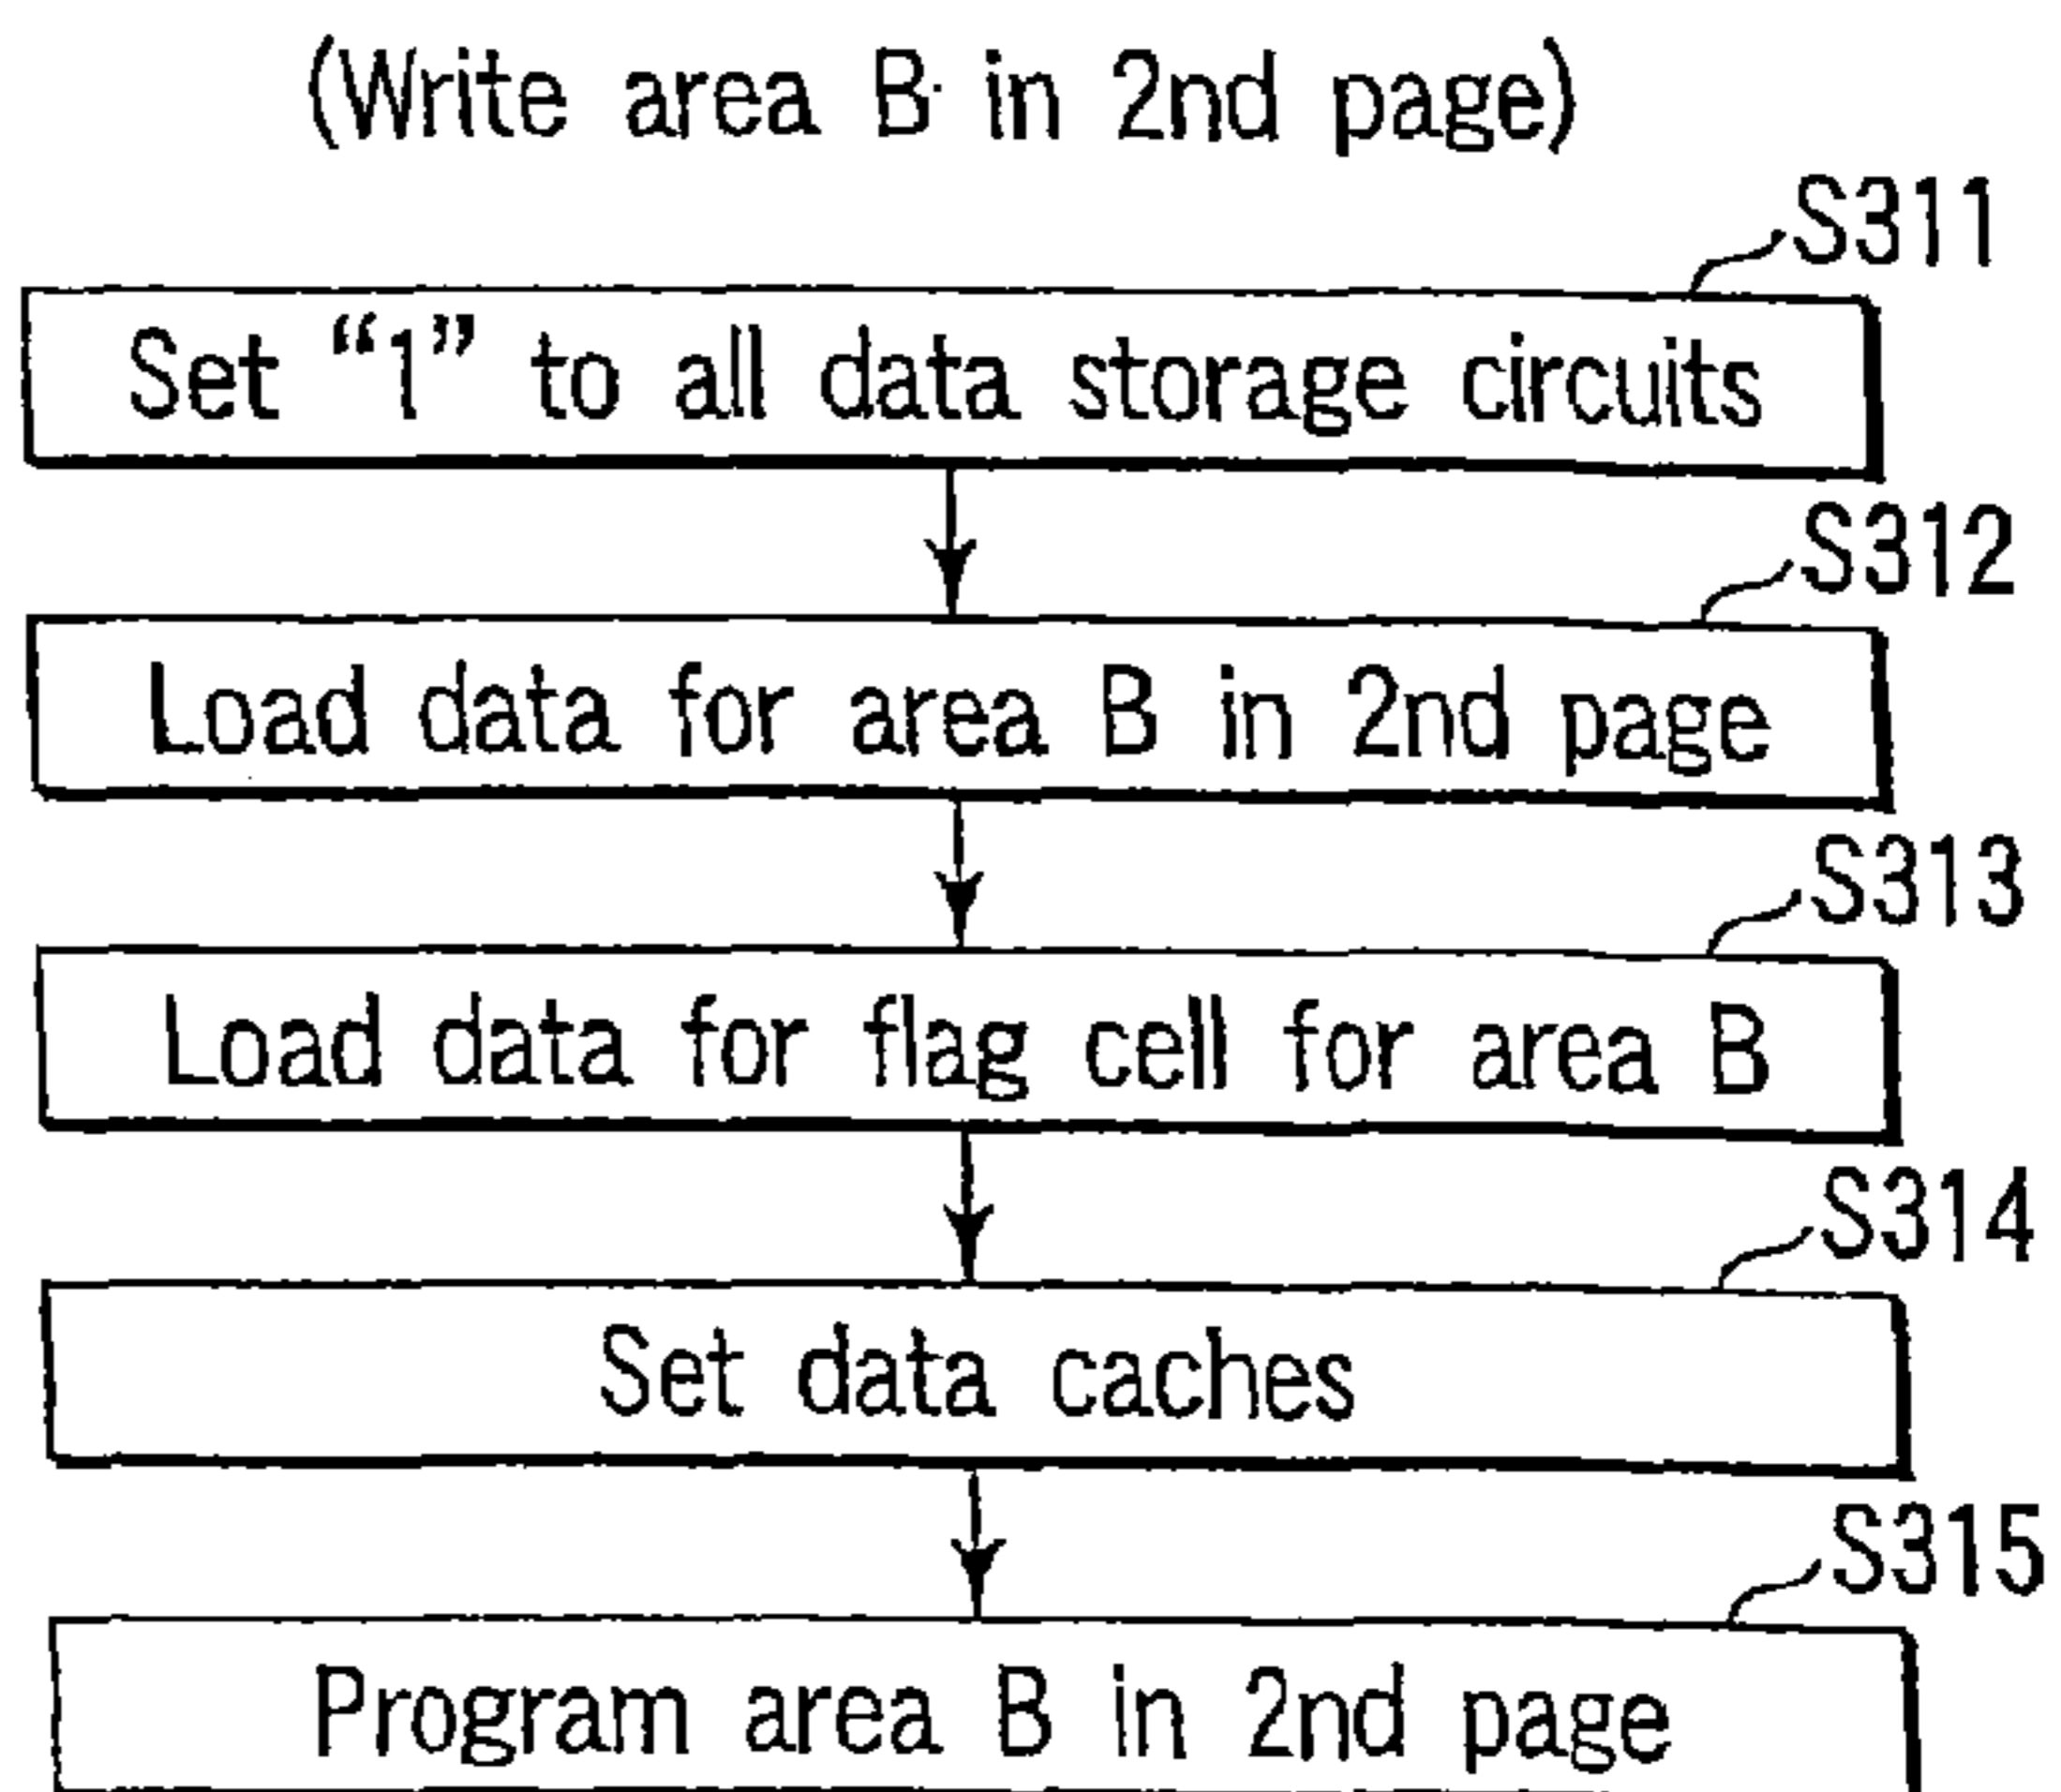 (Write area B in 2nd page)
S311
Set “1” to all data storage circuits
S312
Load data for area B in 2nd page
S313
Load data for flag cell for area B
S314
Set data caches
S315
Program area B in 2nd page